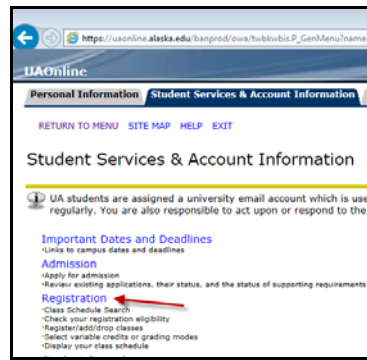 https://uaonline.alaska.edu/banprod/owa/twbkwbis.P_GenMenu?name
UAOnline
Personal Information Student Services & Account Information
RETURN TO MENU SITE MAP HELP EXIT
Student Services & Account Information
UA students are assigned a university email account which is use
regularly. You are also responsible to act upon or respond to the
Important Dates and Deadlines
•Links to campus dates and deadlines
Admission
•Apply for admission
•Review existing applications, their status, and the status of supporting requirements
Registration
•Class Schedule Search
•Check your registration eligibility
•Register/add/drop classes
•Select variable credits or grading modes
•Display your class schedule